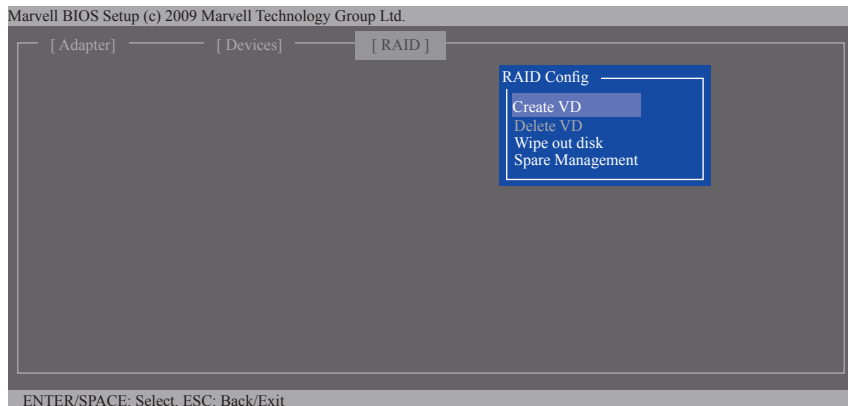 Marvell BIOS Setup (c) 2009 Marvell Technology Group Ltd.
[ Adapter] [ Devices] [ RAID ]
RAID Config
Create VD
Delete VD
Wipe out disk
Spare Management
ENTER/SPACE: Select, ESC: Back/Exit